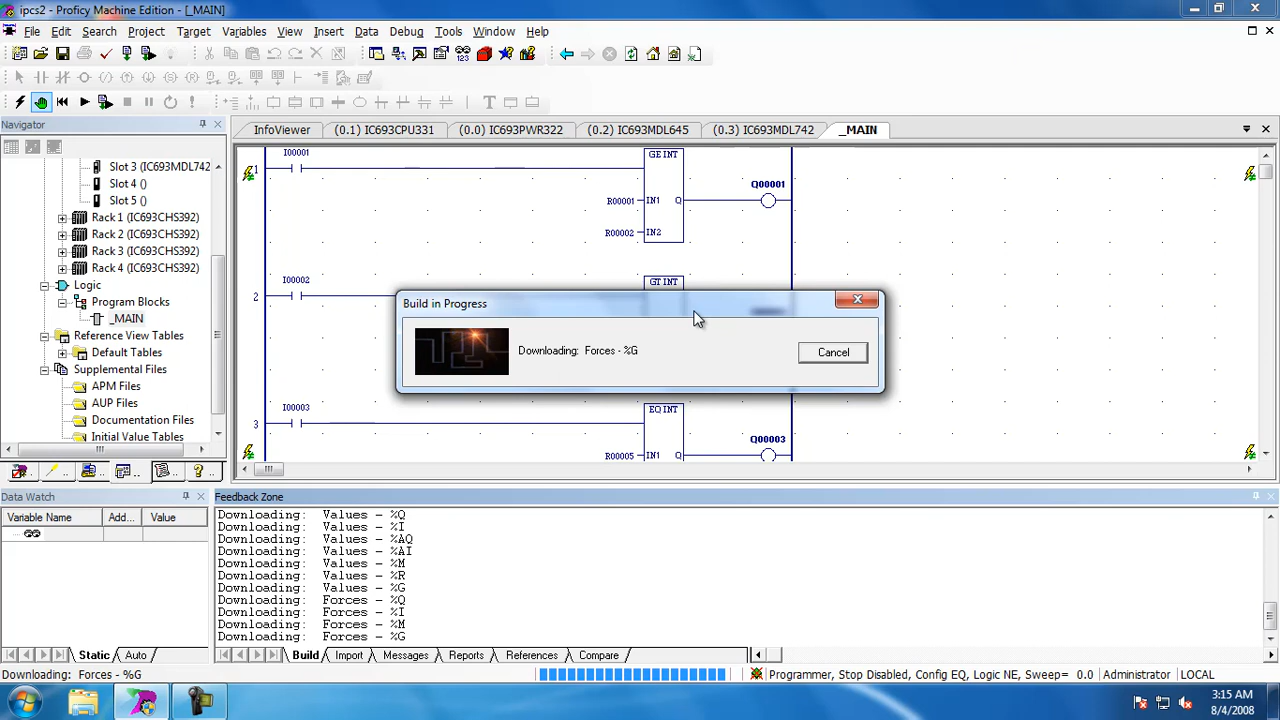 ipcs2 - Proficy Machine Edition - [_MAIN]
File Edit Search Project Target Variables View Insert Data Debug Tools Window Help
Navigator
InfoViewer (0.1) IC693CPU331 (0.0) IC693PWR322 (0.2) IC693MDL645 (0.3) IC693MDL742 _MAIN
Slot 3 (IC693MDL742
Slot 4 ()
Slot 5 ()
Rack 1 (IC693CHS392)
Rack 2 (IC693CHS392)
Rack 3 (IC693CHS392)
Rack 4 (IC693CHS392)
Logic
Program Blocks
_MAIN
Reference View Tables
Default Tables
Supplemental Files
APM Files
AUP Files
Documentation Files
Initial Value Tables
1
I00001
GE INT
Q00001
R00001 IN1 Q
R00002 IN2
2
I00002
GT INT
3
I00003
EQ INT
Q00003
R00005 IN1 Q
Build in Progress
Downloading: Forces - %G
Cancel
Data Watch
Variable Name Add... Value
Static Auto
Feedback Zone
Downloading: Values - %Q
Downloading: Values - %I
Downloading: Values - %AQ
Downloading: Values - %AI
Downloading: Values - %M
Downloading: Values - %R
Downloading: Values - %G
Downloading: Forces - %Q
Downloading: Forces - %I
Downloading: Forces - %M
Downloading: Forces - %G
Build Import Messages Reports References Compare
Downloading: Forces - %G
Programmer, Stop Disabled, Config EQ, Logic NE, Sweep= 0.0 Administrator LOCAL
3:15 AM
8/4/2008